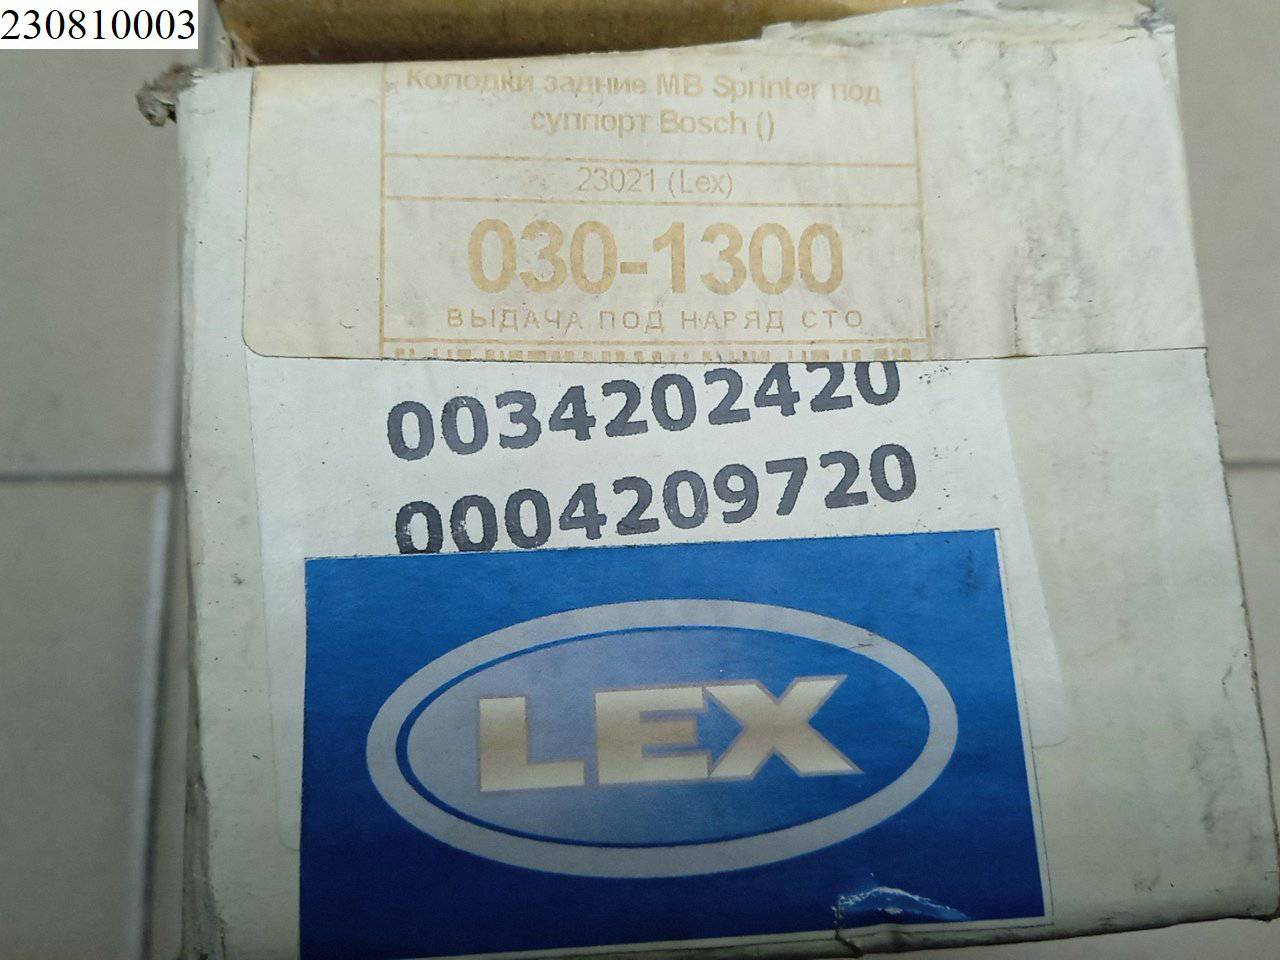 230810003
Колодки задние MB Sprinter под
суппорт Bosch ()
23021 (Lex)
030-1300
ВЫДАЧА ПОД НАРЯД СТО
0034202420
0004209720
LEX